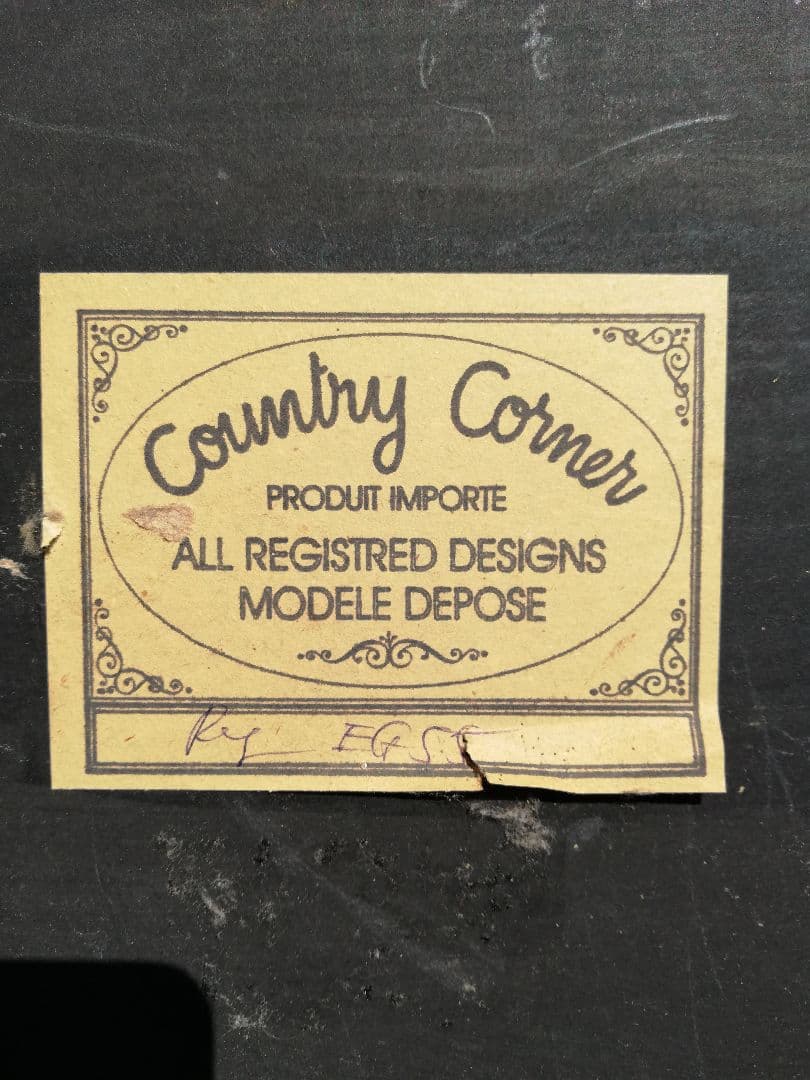 Country Corner
PRODUIT IMPORTE
ALL REGISTRED DESIGNS
MODELE DEPOSE